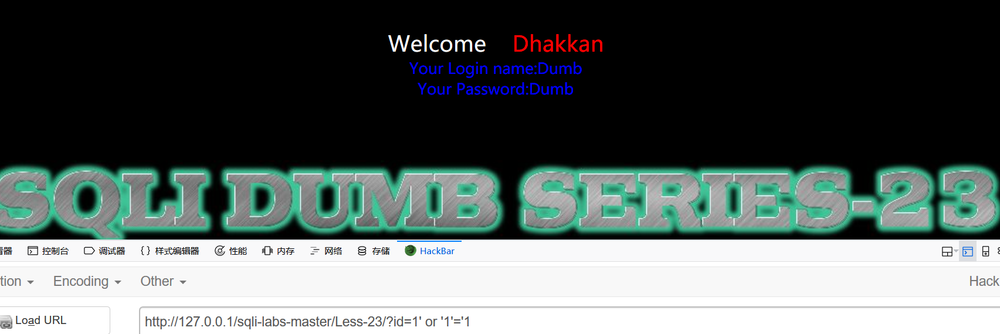 Welcome Dhakkan
Your Login name:Dumb
Your Password:Dumb
SQLI DUMB SERIES-23
控制台 调试器 { } 样式编辑器 性能 内存 网络 存储 HackBar
Encoding Other Hack
Load URL http://127.0.0.1/sqli-labs-master/Less-23/?id=1' or '1'='1